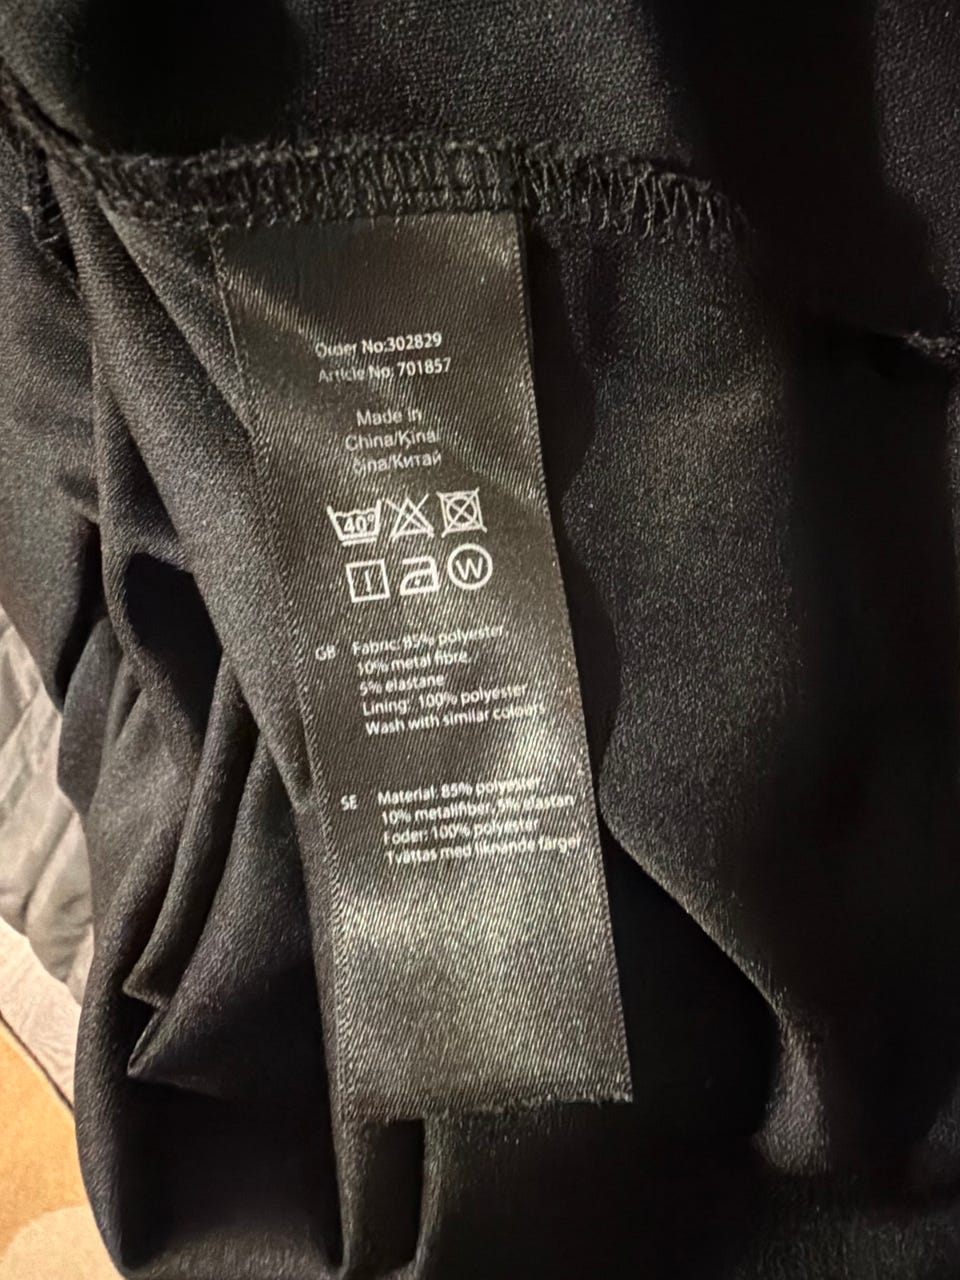 Order No:302829
Article No: 701857
Made in
China/Kina/
Čína/Китай
40°
W
GB Fabric: 85% polyester,
10% metal fibre,
5% elastane
Lining: 100% polyester
Wash with similar colours
SE Material: 85% polyester
10% metallfiber, 5% elastan
Foder: 100% polyester
Tvättas med liknande färger